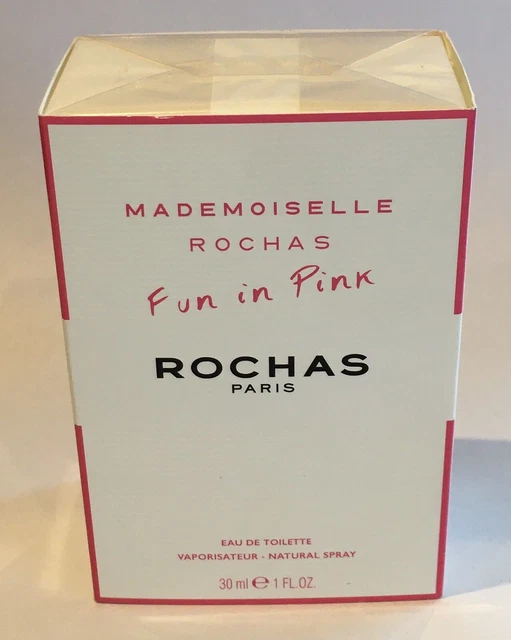 MADEMOISELLE
ROCHAS
Fun in Pink
ROCHAS
PARIS
EAU DE TOILETTE
VAPORISATEUR - NATURAL SPRAY
30 ml ℮ 1 FL.OZ.